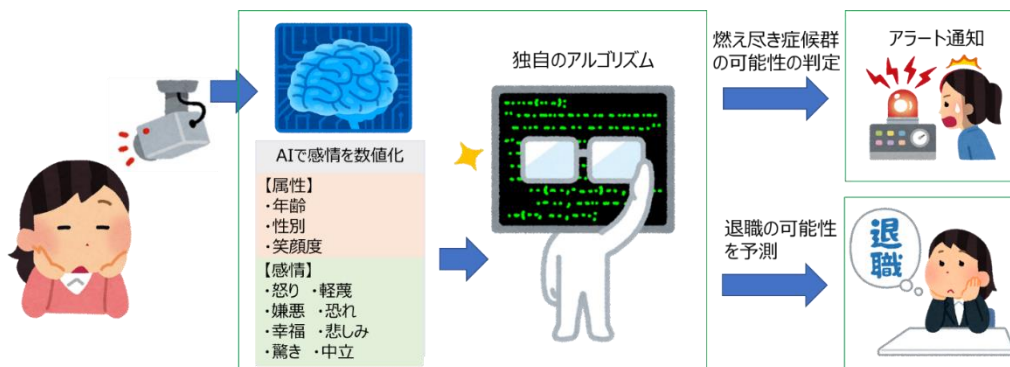 AIで感情を数値化
【属性】
・年齢
・性別
・笑顔度
【感情】
・怒り ・軽蔑
・嫌悪 ・恐れ
・幸福 ・悲しみ
・驚き ・中立
独自のアルゴリズム
燃え尽き症候群
の可能性の判定
アラート通知
退職の可能性
を予測
退職